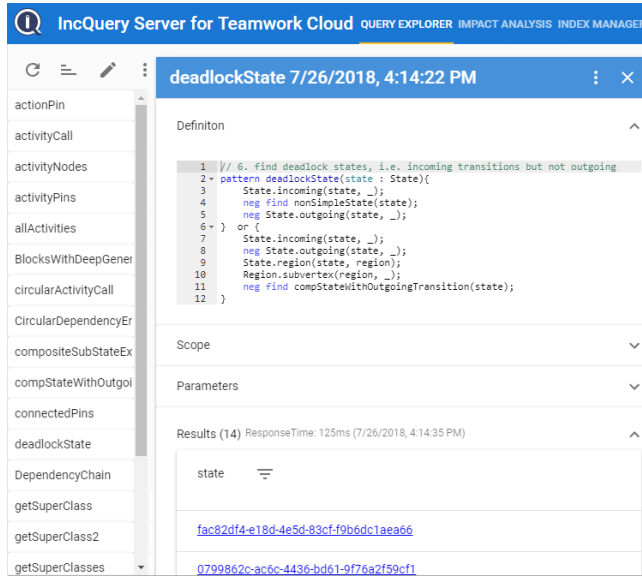 IncQuery Server for Teamwork Cloud QUERY EXPLORER IMPACT ANALYSIS INDEX MANAGER
deadlockState 7/26/2018, 4:14:22 PM
actionPin
activityCall
activityNodes
activityPins
allActivities
BlocksWithDeepGener
circularActivityCall
CircularDependencyEr
compositeSubStateEx
compStateWithOutgoi
connectedPins
deadlockState
DependencyChain
getSuperClass
getSuperClass2
getSuperClasses
Definiton
1 // 6. find deadlock states, i.e. incoming transitions but not outgoing
2 pattern deadlockState(state : State){
3 State.incoming(state, _);
4 neg find nonSimpleState(state);
5 neg State.outgoing(state, _);
6 } or {
7 State.incoming(state, _);
8 neg State.outgoing(state, _);
9 State.region(state, region);
10 Region.subvertex(region, _);
11 neg find compStateWithOutgoingTransition(state);
12 }
Scope
Parameters
Results (14) ResponseTime: 125ms (7/26/2018, 4:14:35 PM)
state
fac82df4-e18d-4e5d-83cf-f9b6dc1aea66
0799862c-ac6c-4436-bd61-9f76a2f59cf1